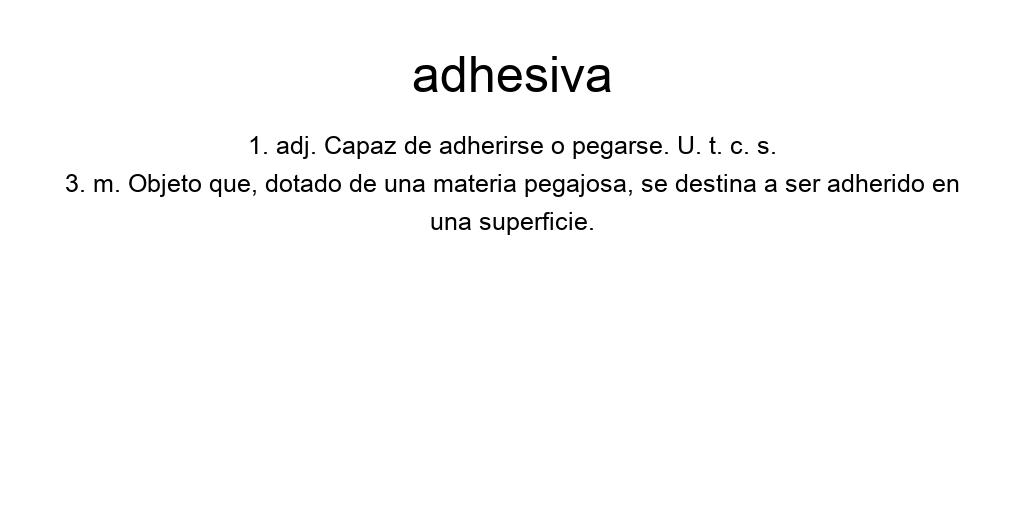 adhesiva
1. adj. Capaz de adherirse o pegarse. U. t. c. s.
3. m. Objeto que, dotado de una materia pegajosa, se destina a ser adherido en
una superficie.